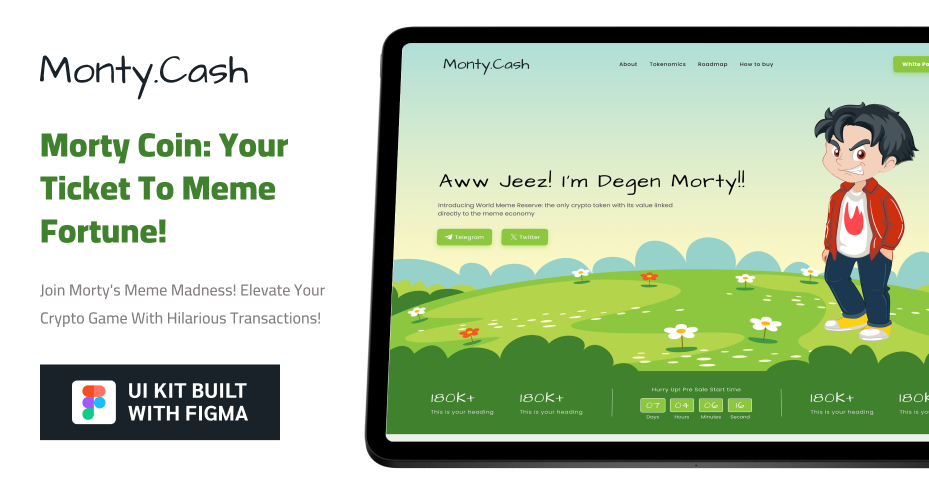 Monty.Cash
Morty Coin: Your
Ticket To Meme
Fortune!
Join Morty's Meme Madness! Elevate Your
Crypto Game With Hilarious Transactions!
UI KIT BUILT
WITH FIGMA
Monty.Cash
About Tokenomics Roadmap How to buy
White Pa
Aww Jeez! I'm Degen Morty!!
Introducing World Meme Reserve: the only crypto token with its value linked
directly to the meme economy
Telegram Twitter
Hurry Up! Pre Sale Start time
180K+ 180K+ 07 04 06 16 180K+ 180K
This is your heading This is your heading Days Hours Minutes Second This is your heading This is your